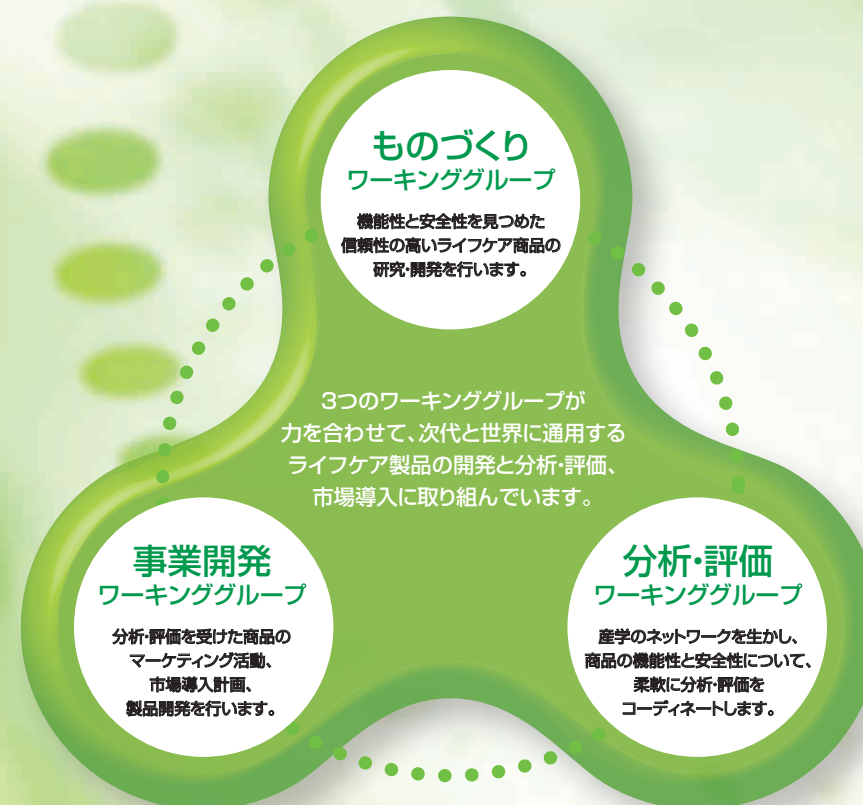 ものづくり
ワーキンググループ
機能性と安全性を見つめた
信頼性の高いライフケア商品の
研究・開発を行います。
3つのワーキンググループが
力を合わせて、次代と世界に通用する
ライフケア製品の開発と分析・評価、
市場導入に取り組んでいます。
事業開発
ワーキンググループ
分析・評価を受けた商品の
マーケティング活動、
市場導入計画、
製品開発を行います。
分析・評価
ワーキンググループ
産学のネットワークを生かし、
商品の機能性と安全性について、
柔軟に分析・評価を
コーディネートします。